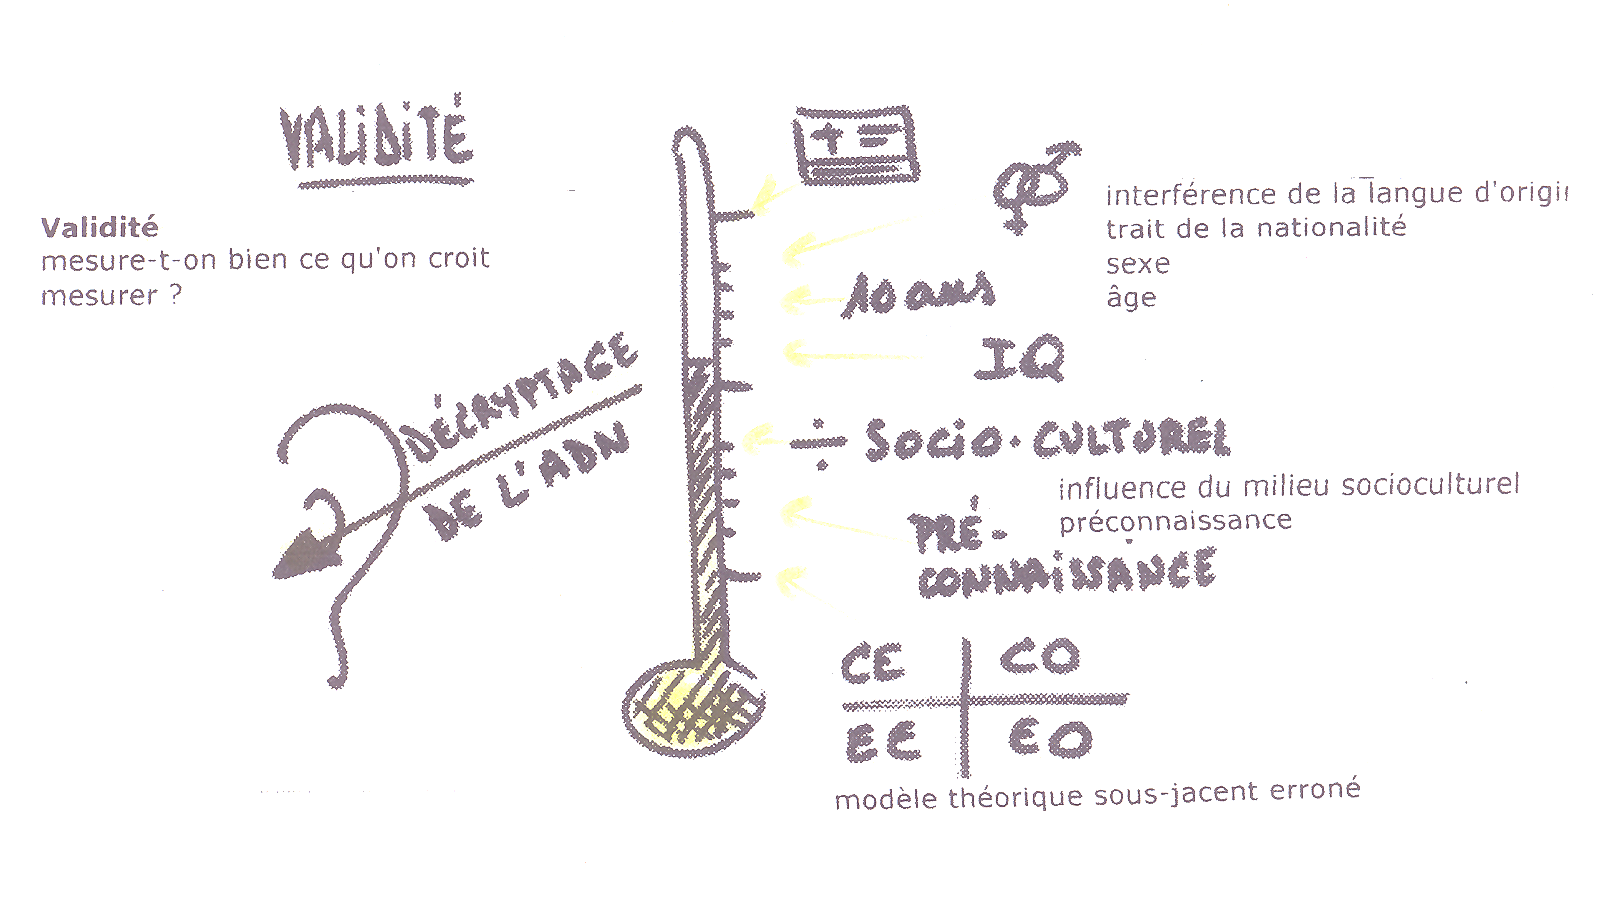 VALIDITÉ
Validité
mesure-t-on bien ce qu'on croit
mesurer ?
DÉCRYPTAGE
DE L'ADN
+ =
interférence de la langue d'origi
trait de la nationalité
sexe
âge
10 ans
IQ
÷ SOCIO-CULTUREL
influence du milieu socioculturel
préconnaissance
PRÉ-
CONNAISSANCE
CE CO
EE EO
modèle théorique sous-jacent erroné